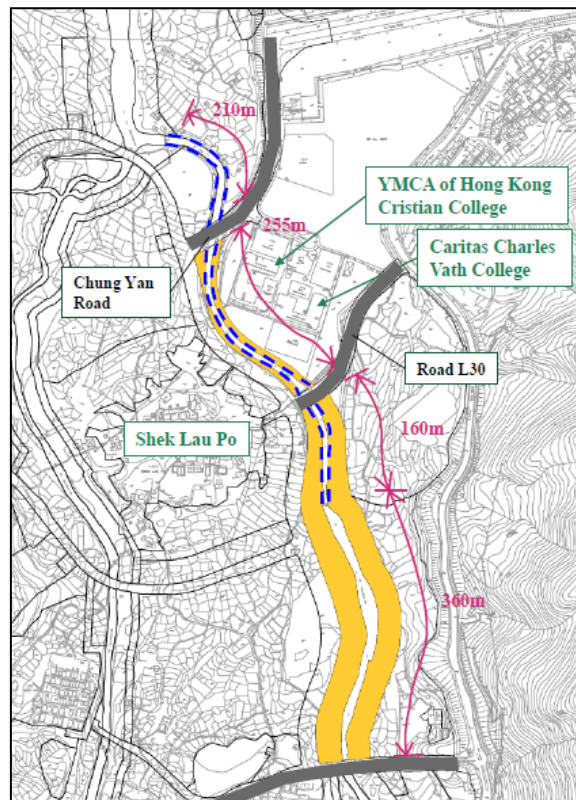 210m
YMCA of Hong Kong
Cristian College
255m
Caritas Charles
Vath College
Chung Yan
Road
Road L30
Shek Lau Po
160m
360m